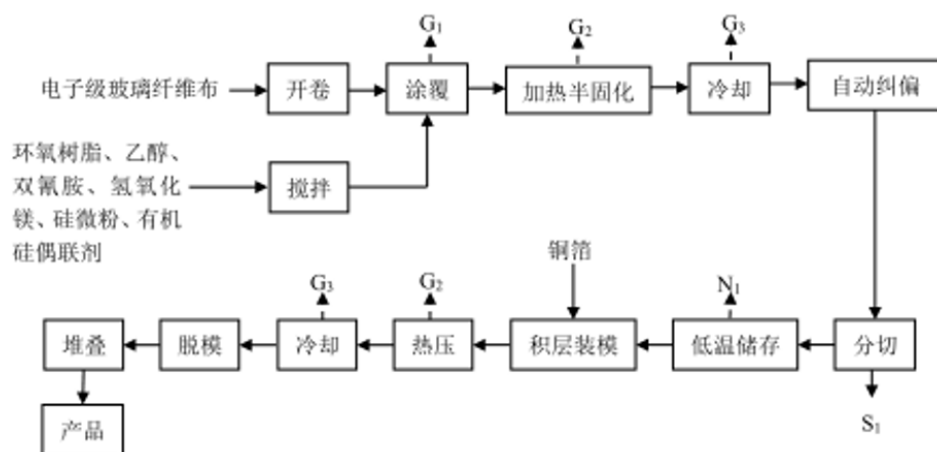 G₁
G₂
G₃
电子级玻璃纤维布
开卷
涂覆
加热半固化
冷却
自动纠偏
环氧树脂、乙醇、
双氰胺、氢氧化
镁、硅微粉、有机
硅偶联剂
搅拌
铜箔
G₃
G₂
N₁
堆叠
脱模
冷却
热压
积层装模
低温储存
分切
产品
S₁